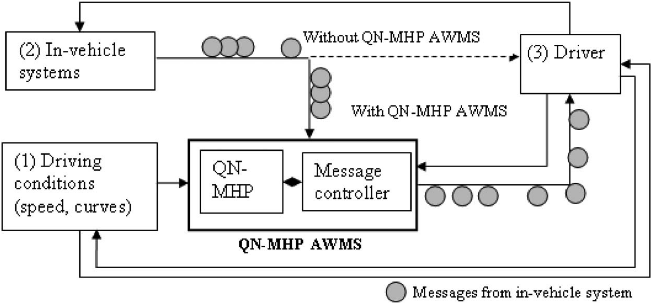 (2) In-vehicle
systems
Without QN-MHP AWMS
(3) Driver
With QN-MHP AWMS
(1) Driving
conditions
(speed, curves)
QN-
MHP
Message
controller
QN-MHP AWMS
Messages from in-vehicle system